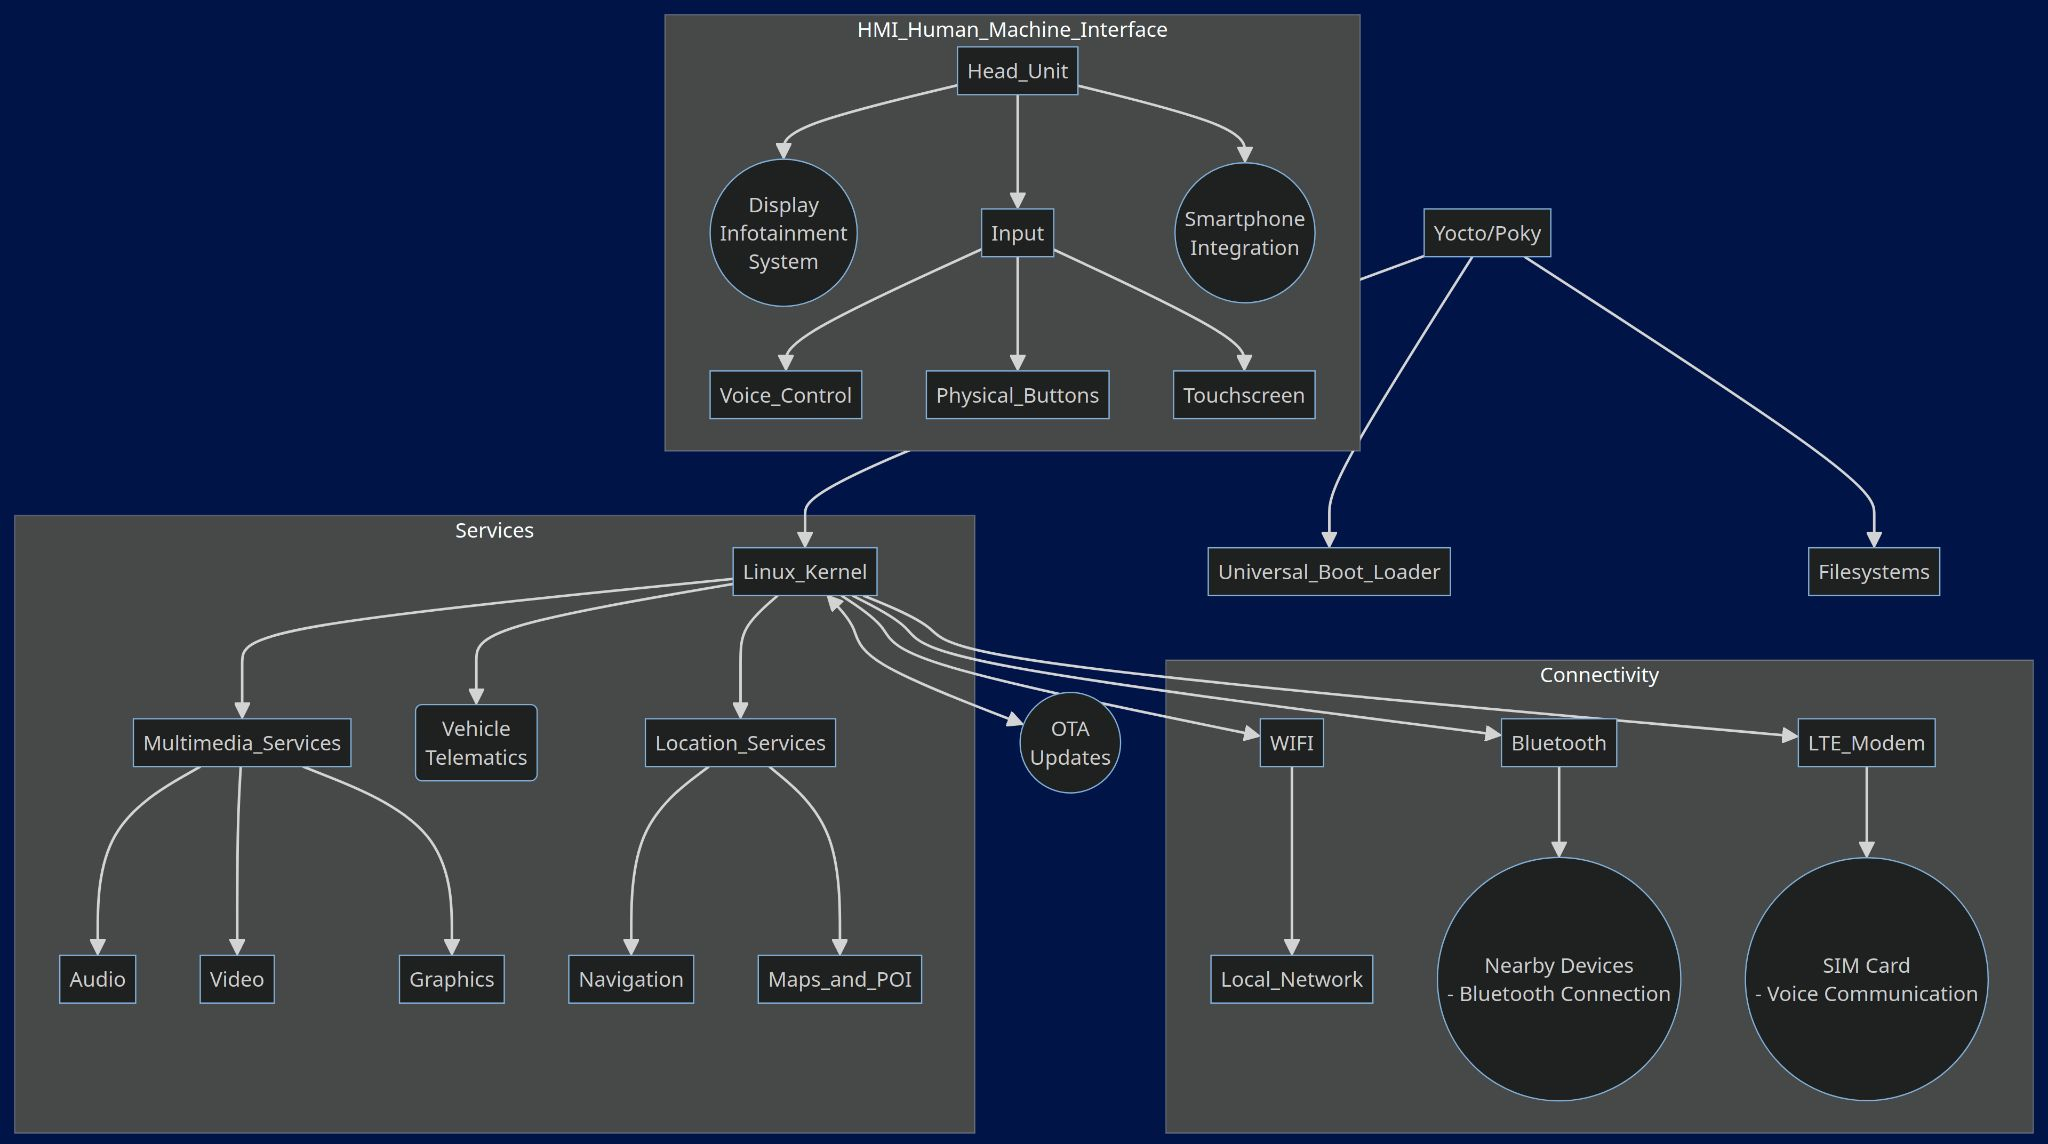 HMI_Human_Machine_Interface
Head_Unit
Display
Infotainment
System
Input
Smartphone
Integration
Yocto/Poky
Voice_Control
Physical_Buttons
Touchscreen
Services
Linux_Kernel
Universal_Boot_Loader
Filesystems
Connectivity
Multimedia_Services
Vehicle
Telematics
Location_Services
OTA
Updates
WIFI
Bluetooth
LTE_Modem
Audio
Video
Graphics
Navigation
Maps_and_POI
Local_Network
Nearby Devices
- Bluetooth Connection
SIM Card
- Voice Communication